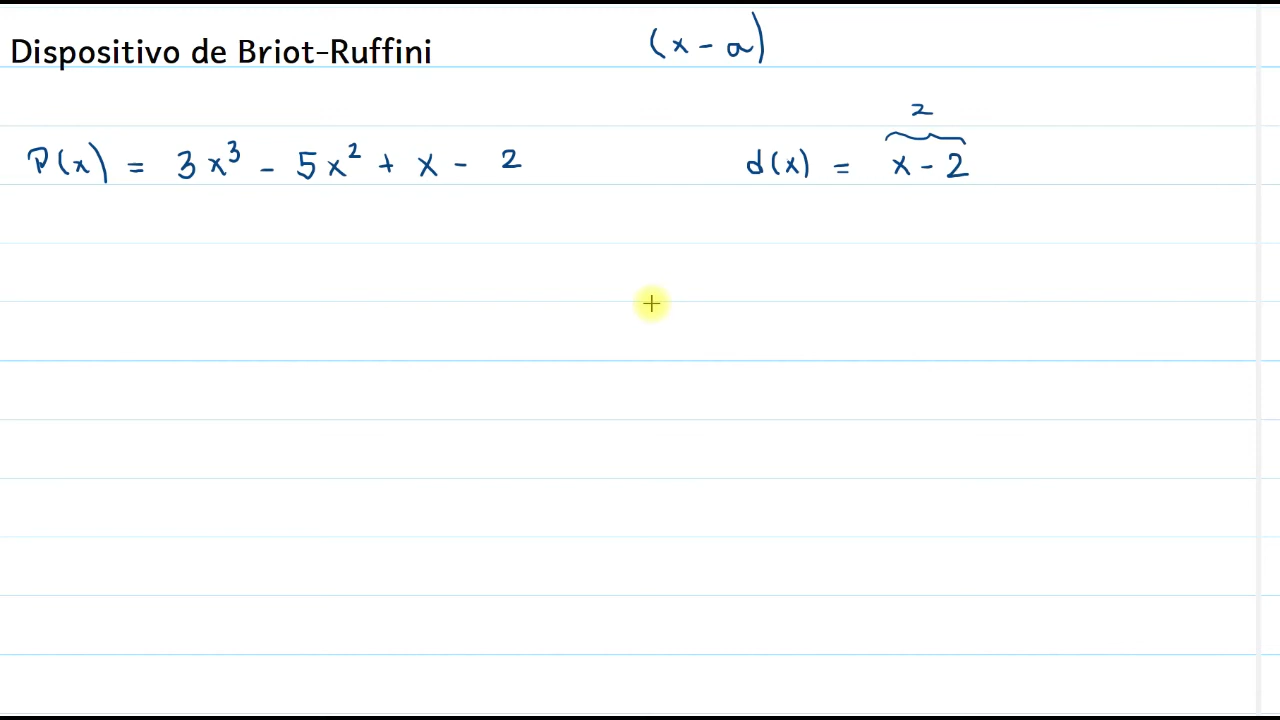 Dispositivo de Briot-Ruffini (x - a)
2
P(x) = 3x³ - 5x² + x - 2 d(x) = x - 2